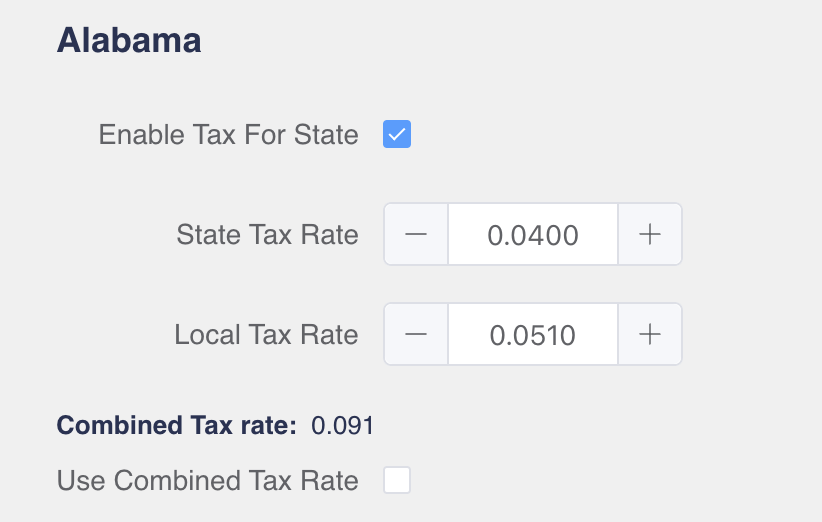 Alabama
Enable Tax For State
State Tax Rate — 0.0400 +
Local Tax Rate — 0.0510 +
Combined Tax rate: 0.091
Use Combined Tax Rate